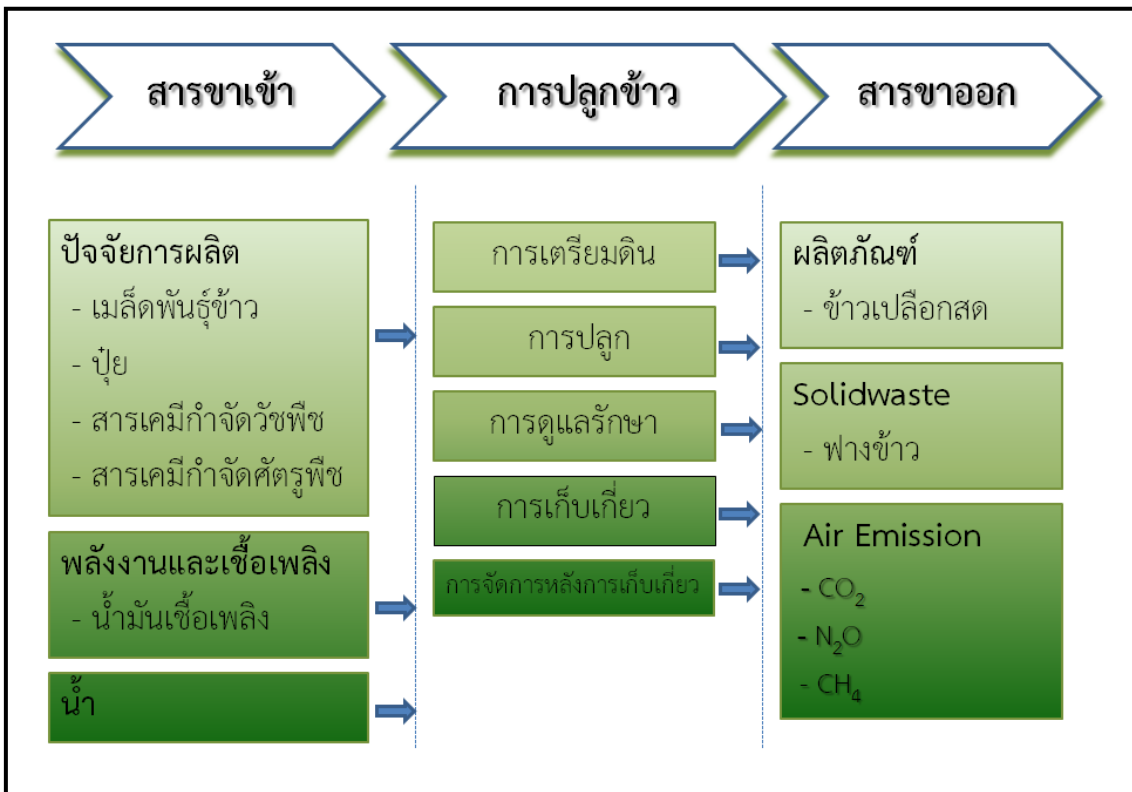 สารขาเข้า
การปลูกข้าว
สารขาออก
ปัจจัยการผลิต
- เมล็ดพันธุ์ข้าว
- ปุ๋ย
- สารเคมีกำจัดวัชพืช
- สารเคมีกำจัดศัตรูพืช
พลังงานและเชื้อเพลิง
- น้ำมันเชื้อเพลิง
น้ำ
การเตรียมดิน
การปลูก
การดูแลรักษา
การเก็บเกี่ยว
การจัดการหลังการเก็บเกี่ยว
ผลิตภัณฑ์
- ข้าวเปลือกสด
Solidwaste
- ฟางข้าว
Air Emission
- CO₂
- N₂O
- CH₄